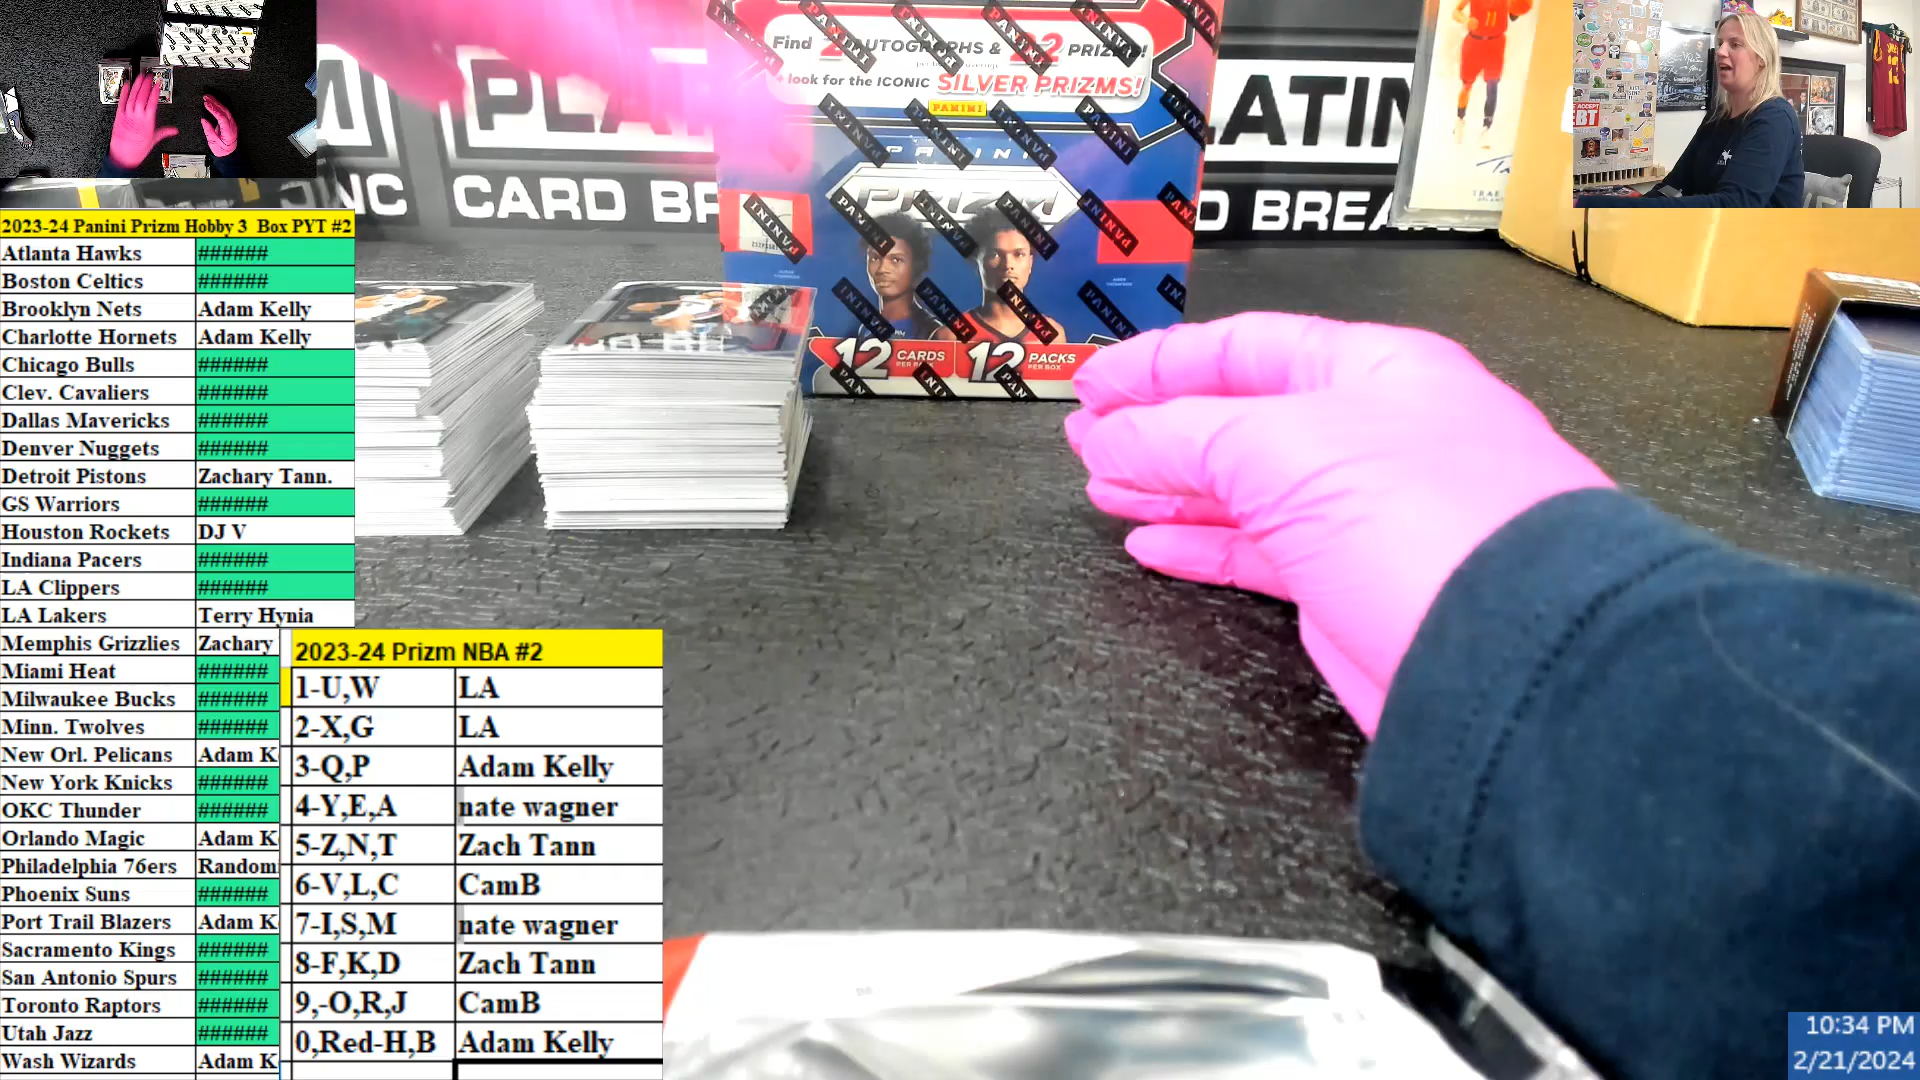 Find 2 AUTOGRAPHS & 22 PRIZMS!
+ look for the ICONIC SILVER PRIZMS!
PANINI
PANINI
PRIZM
12 CARDS PER PACK
12 PACKS PER BOX
PLATIN
CARD BR
NC
LATIN
D BREA
11
2023-24 Panini Prizm Hobby 3 Box PYT #2
Atlanta Hawks ######
Boston Celtics ######
Brooklyn Nets Adam Kelly
Charlotte Hornets Adam Kelly
Chicago Bulls ######
Clev. Cavaliers ######
Dallas Mavericks ######
Denver Nuggets ######
Detroit Pistons Zachary Tann.
GS Warriors ######
Houston Rockets DJ V
Indiana Pacers ######
LA Clippers ######
LA Lakers Terry Hynia
Memphis Grizzlies Zachary
Miami Heat ######
Milwaukee Bucks ######
Minn. Twolves ######
New Orl. Pelicans Adam K
New York Knicks ######
OKC Thunder ######
Orlando Magic Adam K
Philadelphia 76ers Random
Phoenix Suns ######
Port Trail Blazers Adam K
Sacramento Kings ######
San Antonio Spurs ######
Toronto Raptors ######
Utah Jazz ######
Wash Wizards Adam K
2023-24 Prizm NBA #2
1-U,W LA
2-X,G LA
3-Q,P Adam Kelly
4-Y,E,A nate wagner
5-Z,N,T Zach Tann
6-V,L,C CamB
7-I,S,M nate wagner
8-F,K,D Zach Tann
9,-O,R,J CamB
0,Red-H,B Adam Kelly
10:34 PM
2/21/2024